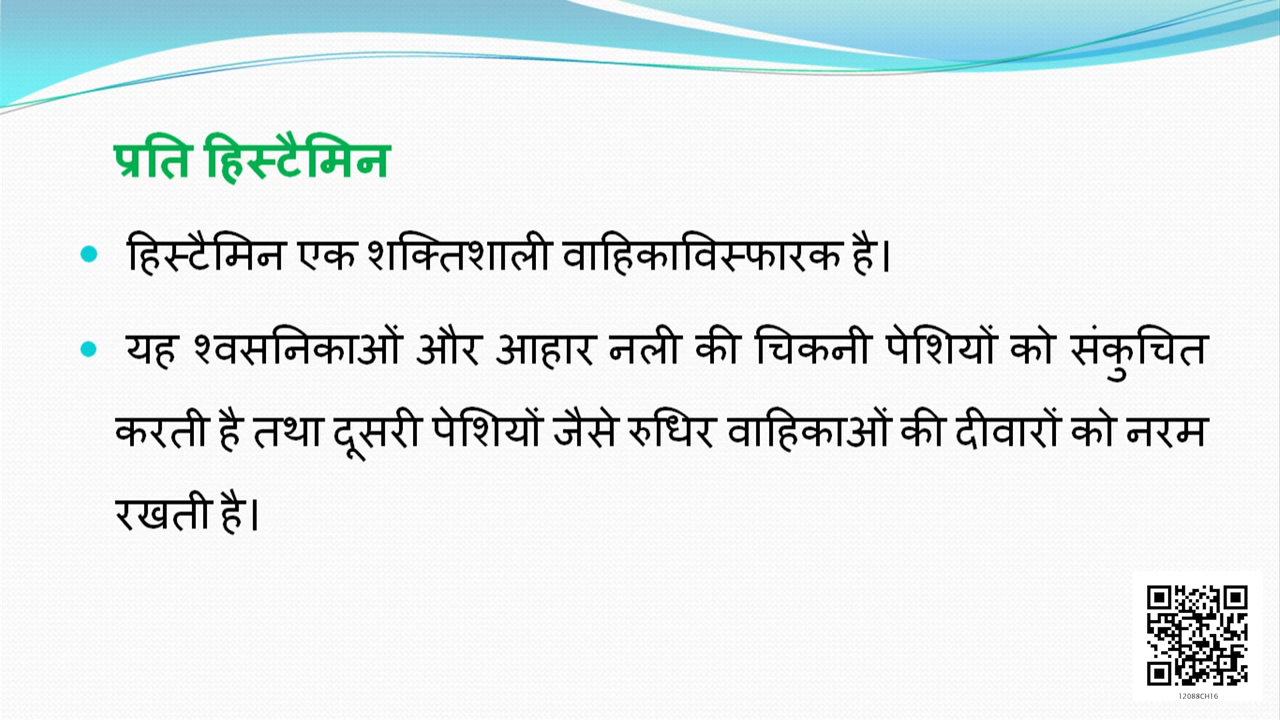 प्रति हिस्टैमिन
• हिस्टैमिन एक शक्तिशाली वाहिकाविस्फारक है।
• यह श्वसनिकाओं और आहार नली की चिकनी पेशियों को संकुचित
करती है तथा दूसरी पेशियों जैसे रुधिर वाहिकाओं की दीवारों को नरम
रखती है।
12088CH16